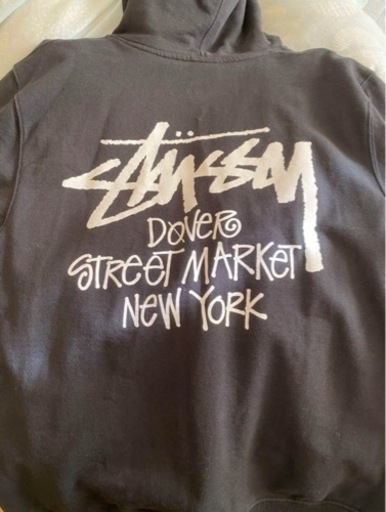 Stüssy
DOVER
STREET MARKET
NEW YORK